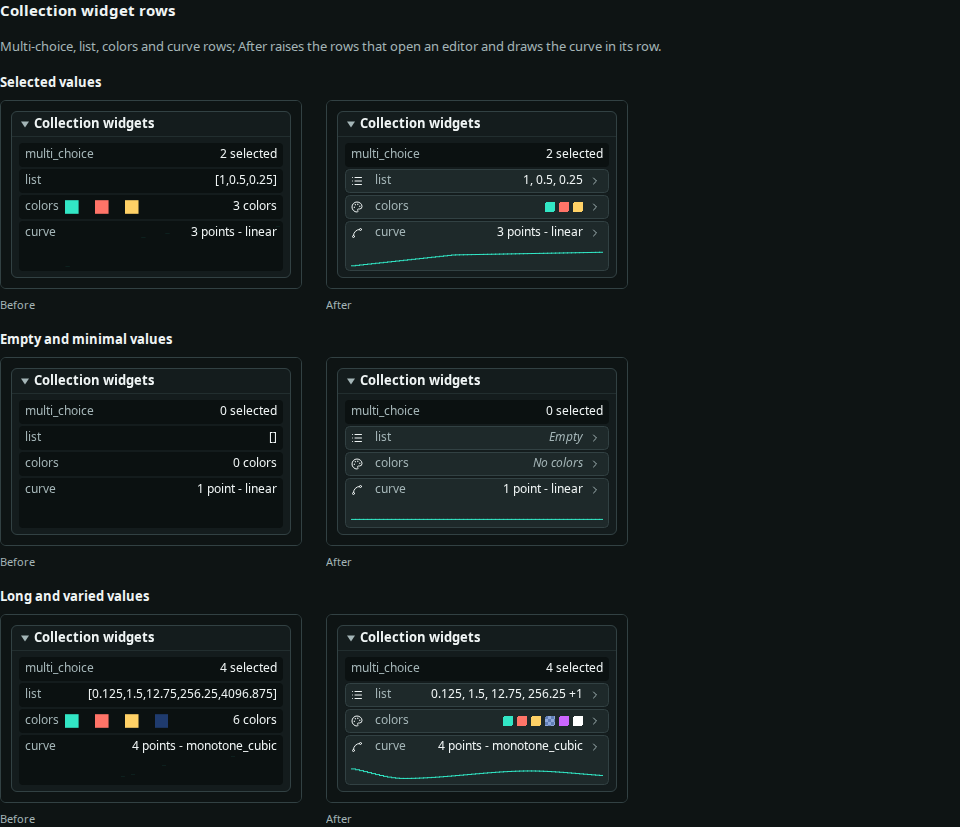 Collection widget rows
Multi-choice, list, colors and curve rows; After raises the rows that open an editor and draws the curve in its row.
Selected values
Collection widgets
multi_choice 2 selected
list [1,0.5,0.25]
colors 3 colors
curve 3 points - linear
Before
Collection widgets
multi_choice 2 selected
list 1, 0.5, 0.25
colors
curve 3 points - linear
After
Empty and minimal values
Collection widgets
multi_choice 0 selected
list []
colors 0 colors
curve 1 point - linear
Before
Collection widgets
multi_choice 0 selected
list Empty
colors No colors
curve 1 point - linear
After
Long and varied values
Collection widgets
multi_choice 4 selected
list [0.125,1.5,12.75,256.25,4096.875]
colors 6 colors
curve 4 points - monotone_cubic
Before
Collection widgets
multi_choice 4 selected
list 0.125, 1.5, 12.75, 256.25 +1
colors
curve 4 points - monotone_cubic
After